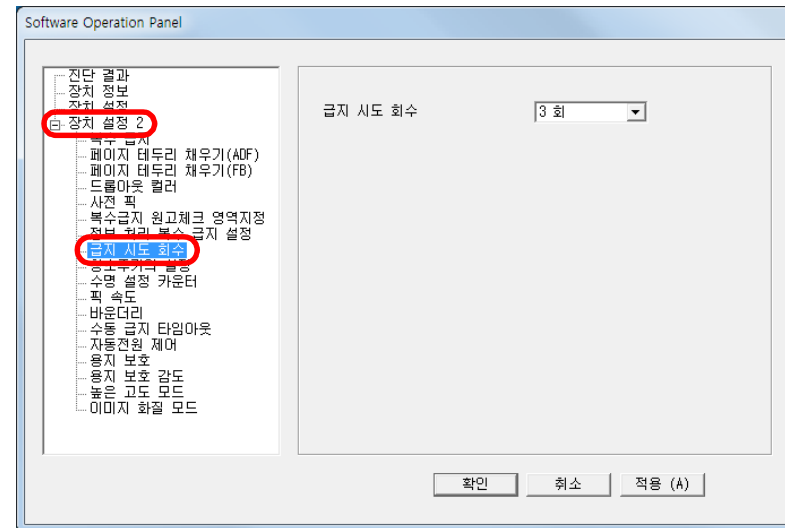 Software Operation Panel
진단 결과
장치 정보
장치 설정
장치 설정 2
복수 급지
페이지 테두리 채우기(ADF)
페이지 테두리 채우기(FB)
드롭아웃 컬러
사전 픽
복수급지 원고체크 영역지정
정보 처리 복수 급지 설정
급지 시도 회수
청소주기의 설정
수명 설정 카운터
픽 속도
바운더리
수동 급지 타임아웃
자동전원 제어
용지 보호
용지 보호 감도
높은 고도 모드
이미지 화질 모드
급지 시도 회수 3 회
확인 취소 적용 (A)